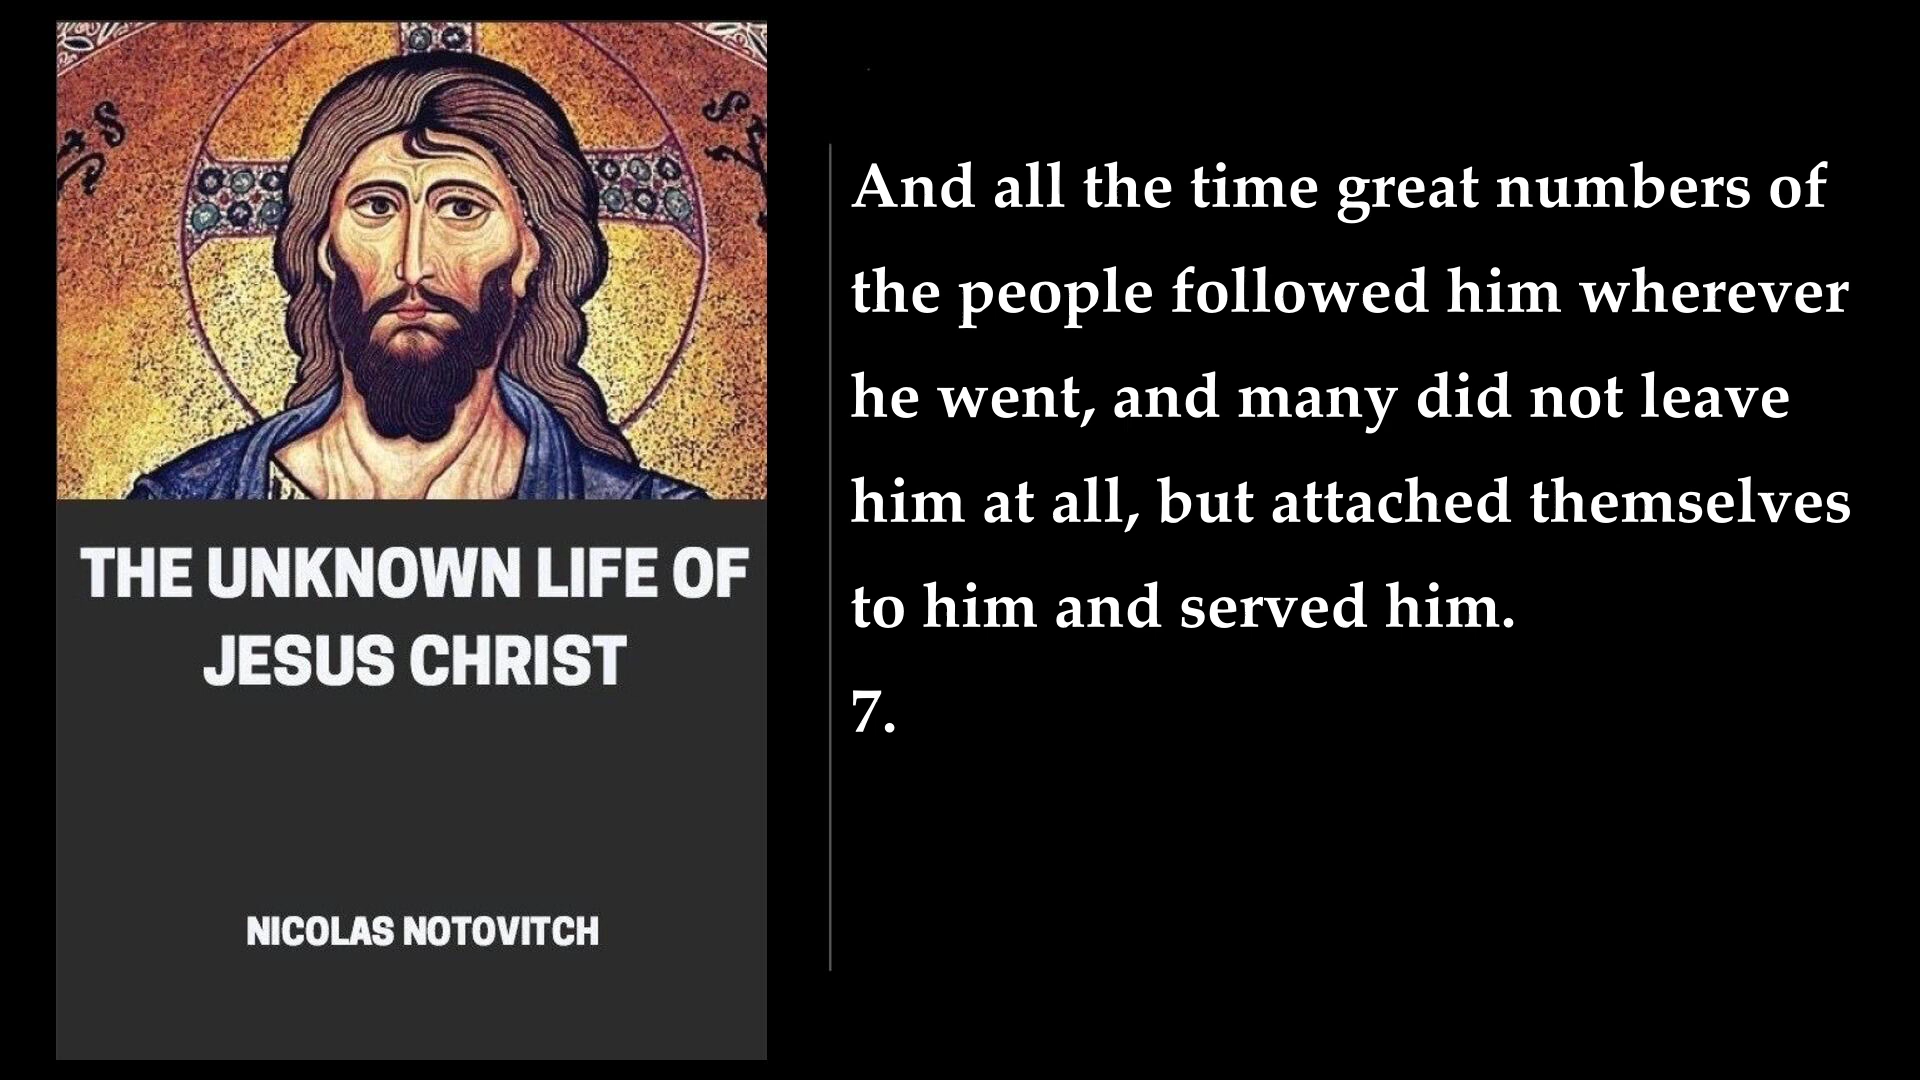 THE UNKNOWN LIFE OF
JESUS CHRIST
NICOLAS NOTOVITCH
And all the time great numbers of
the people followed him wherever
he went, and many did not leave
him at all, but attached themselves
to him and served him.
7.